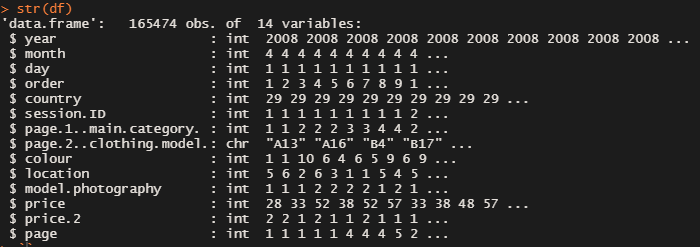 > str(df)
'data.frame':   165474 obs. of  14 variables:
 $ year                   : int  2008 2008 2008 2008 2008 2008 2008 2008 2008 2008 ...
 $ month                  : int  4 4 4 4 4 4 4 4 4 4 ...
 $ day                    : int  1 1 1 1 1 1 1 1 1 1 ...
 $ order                  : int  1 2 3 4 5 6 7 8 9 1 ...
 $ country                : int  29 29 29 29 29 29 29 29 29 29 ...
 $ session.ID             : int  1 1 1 1 1 1 1 1 1 2 ...
 $ page.1..main.category. : int  1 1 2 2 2 3 3 4 4 2 ...
 $ page.2..clothing.model.: chr  "A13" "A16" "B4" "B17" ...
 $ colour                 : int  1 1 10 6 4 6 5 9 6 9 ...
 $ location               : int  5 6 2 6 3 1 1 5 4 5 ...
 $ model.photography      : int  1 1 1 2 2 2 2 1 2 1 ...
 $ price                  : int  28 33 52 38 52 57 33 38 48 57 ...
 $ price.2                : int  2 2 1 2 1 1 2 1 1 1 ...
 $ page                   : int  1 1 1 1 1 4 4 4 5 2 ...